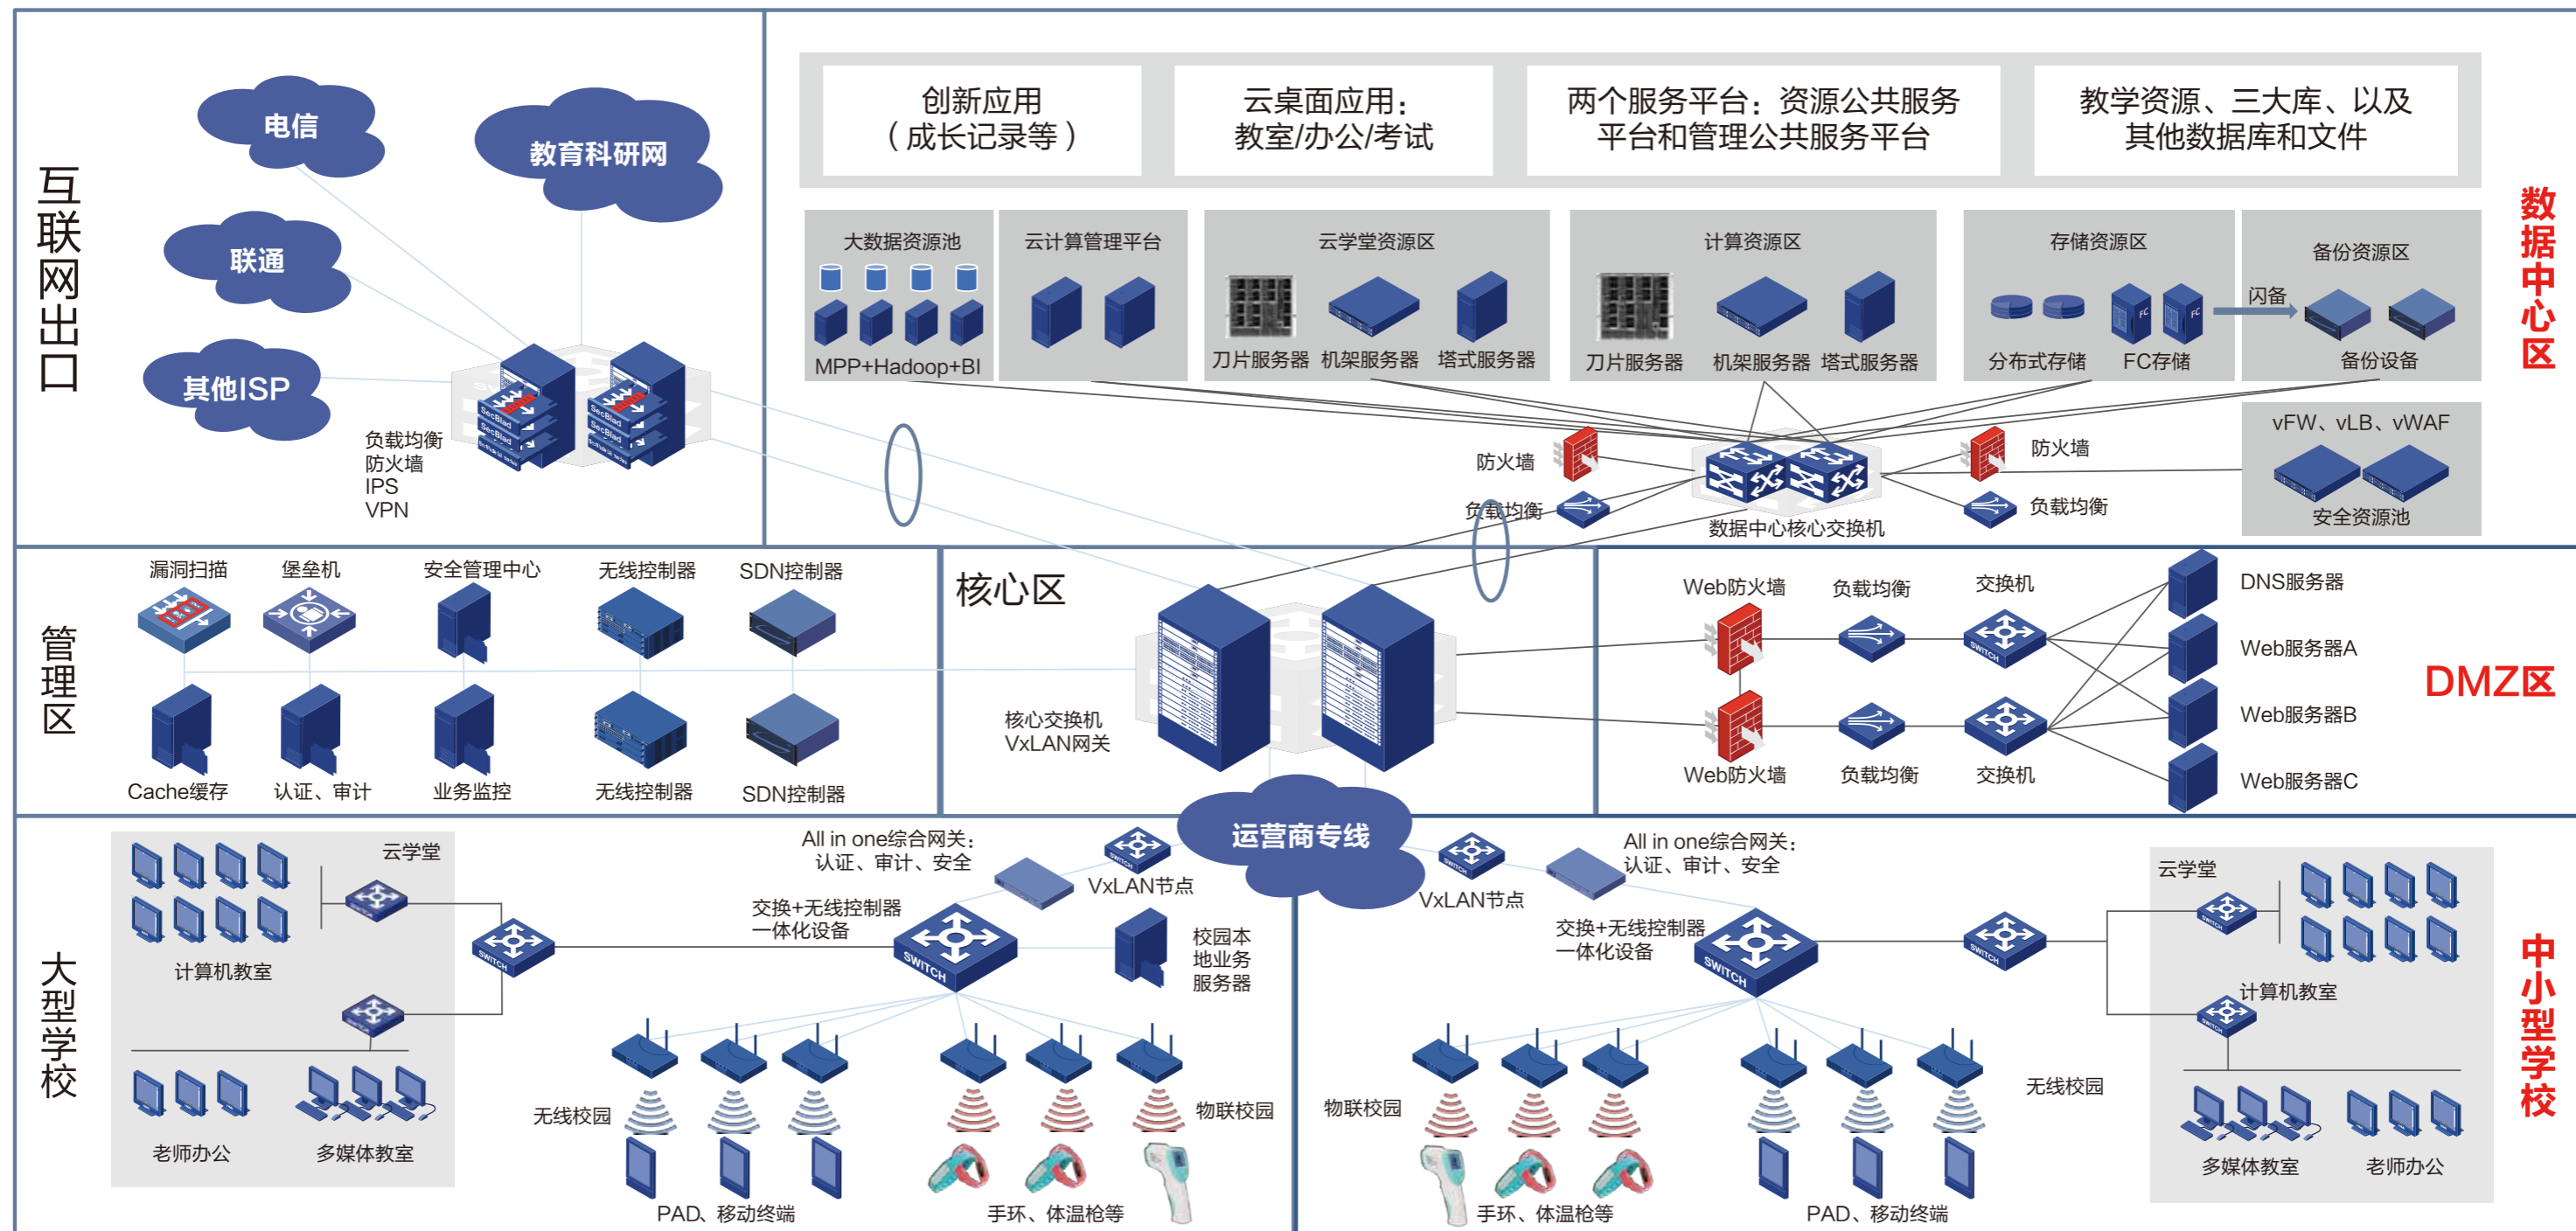 互联网出口
电信
教育科研网
联通
其他ISP
负载均衡
防火墙
IPS
VPN
SecBlad
SecBlad
SecBlad
SecBlad
创新应用
（成长记录等）
云桌面应用：
教室/办公/考试
两个服务平台：资源公共服务
平台和管理公共服务平台
教学资源、三大库、以及
其他数据库和文件
数据中心区
大数据资源池
MPP+Hadoop+BI
云计算管理平台
云学堂资源区
刀片服务器
机架服务器
塔式服务器
计算资源区
刀片服务器
机架服务器
塔式服务器
存储资源区
FC
FC
分布式存储
FC存储
闪备
备份资源区
备份设备
防火墙
负载均衡
数据中心核心交换机
防火墙
负载均衡
vFW、vLB、vWAF
安全资源池
管理区
漏洞扫描
堡垒机
安全管理中心
无线控制器
SDN控制器
Cache缓存
认证、审计
业务监控
无线控制器
SDN控制器
核心区
核心交换机
VxLAN网关
Web防火墙
负载均衡
交换机
SWITCH
Web防火墙
负载均衡
交换机
SWITCH
DNS服务器
Web服务器A
Web服务器B
Web服务器C
DMZ区
运营商专线
大型学校
云学堂
计算机教室
老师办公
多媒体教室
SWITCH
All in one综合网关：
认证、审计、安全
SWITCH
VxLAN节点
交换+无线控制器
一体化设备
SWITCH
校园本
地业务
服务器
无线校园
PAD、移动终端
物联校园
手环、体温枪等
SWITCH
VxLAN节点
All in one综合网关：
认证、审计、安全
交换+无线控制器
一体化设备
SWITCH
SWITCH
物联校园
手环、体温枪等
无线校园
PAD、移动终端
云学堂
SWITCH
计算机教室
SWITCH
多媒体教室
老师办公
中小型学校